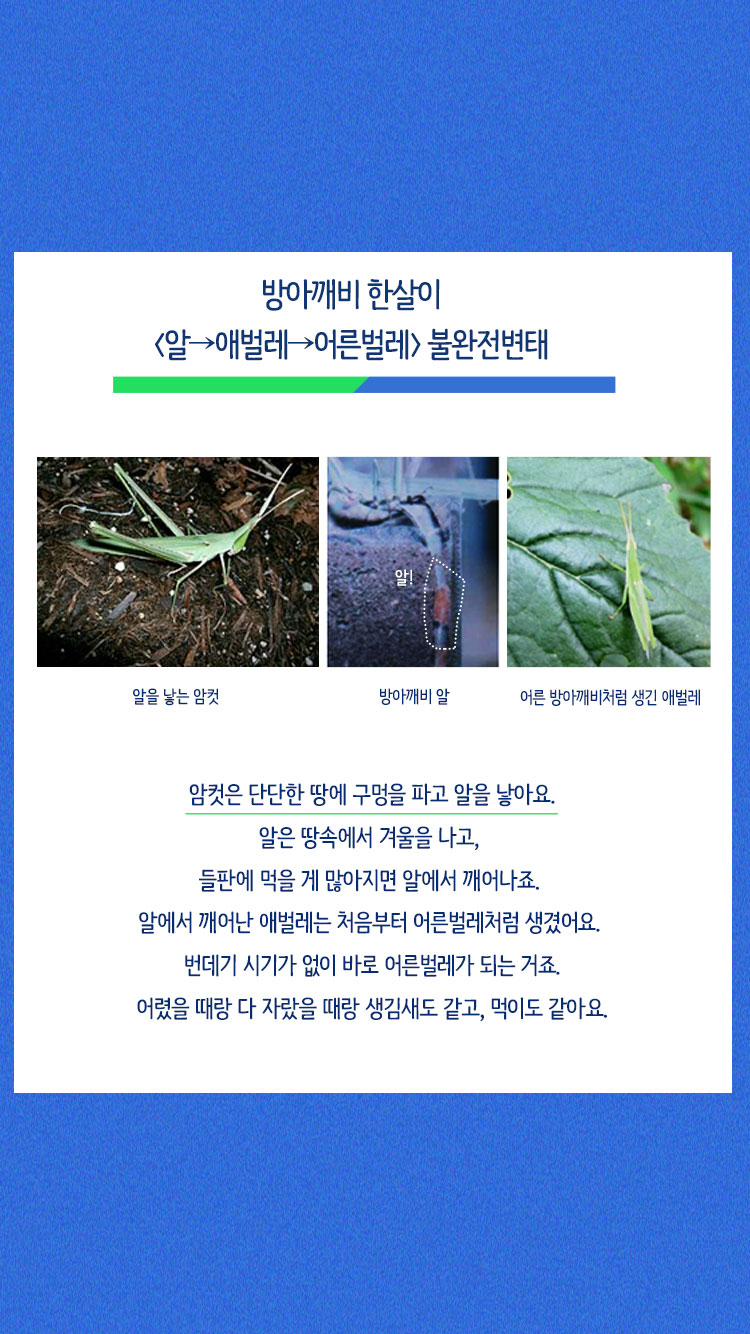 방아깨비 한살이
<알→애벌레→어른벌레> 불완전변태
알!
알을 낳는 암컷
방아깨비 알
어른 방아깨비처럼 생긴 애벌레
암컷은 단단한 땅에 구멍을 파고 알을 낳아요.
알은 땅속에서 겨울을 나고,
들판에 먹을 게 많아지면 알에서 깨어나죠.
알에서 깨어난 애벌레는 처음부터 어른벌레처럼 생겼어요.
번데기 시기가 없이 바로 어른벌레가 되는 거죠.
어렸을 때랑 다 자랐을 때랑 생김새도 같고, 먹이도 같아요.